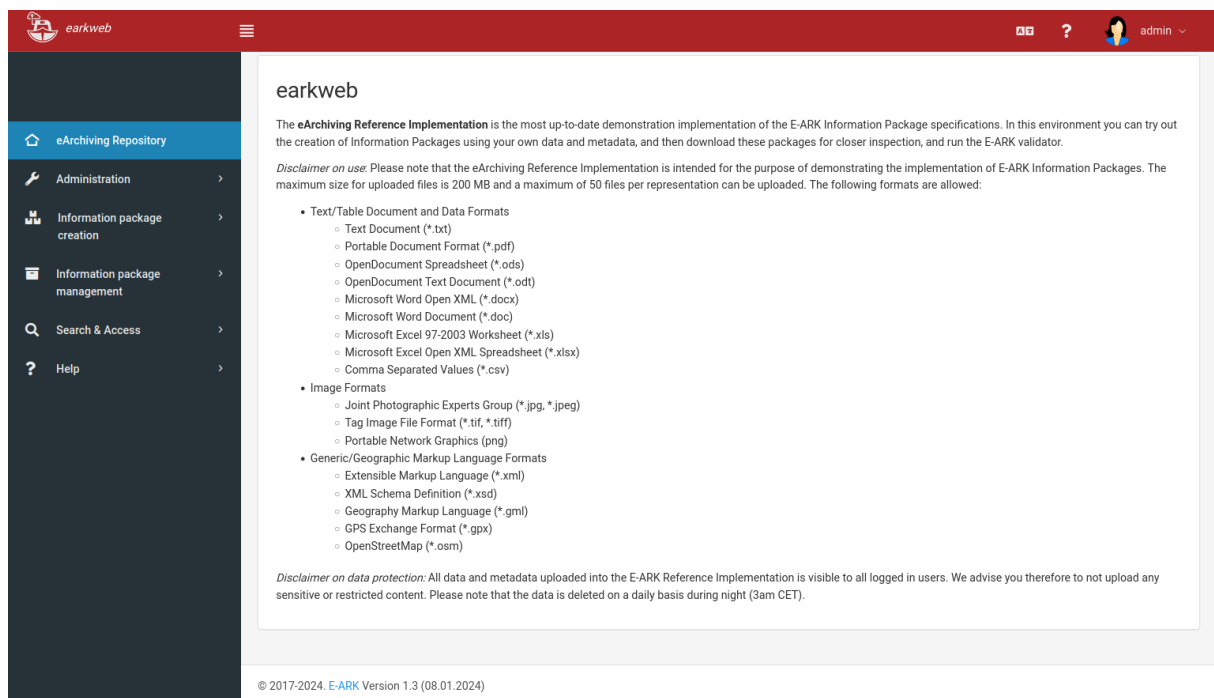 earkweb
admin
eArchiving Repository
Administration
Information package
creation
Information package
management
Search & Access
Help
earkweb
The eArchiving Reference Implementation is the most up-to-date demonstration implementation of the E-ARK Information Package specifications. In this environment you can try out
the creation of Information Packages using your own data and metadata, and then download these packages for closer inspection, and run the E-ARK validator.
Disclaimer on use: Please note that the eArchiving Reference Implementation is intended for the purpose of demonstrating the implementation of E-ARK Information Packages. The
maximum size for uploaded files is 200 MB and a maximum of 50 files per representation can be uploaded. The following formats are allowed:
• Text/Table Document and Data Formats
◦ Text Document (*.txt)
◦ Portable Document Format (*.pdf)
◦ OpenDocument Spreadsheet (*.ods)
◦ OpenDocument Text Document (*.odt)
◦ Microsoft Word Open XML (*.docx)
◦ Microsoft Word Document (*.doc)
◦ Microsoft Excel 97-2003 Worksheet (*.xls)
◦ Microsoft Excel Open XML Spreadsheet (*.xlsx)
◦ Comma Separated Values (*.csv)
• Image Formats
◦ Joint Photographic Experts Group (*.jpg, *.jpeg)
◦ Tag Image File Format (*.tif, *.tiff)
◦ Portable Network Graphics (png)
• Generic/Geographic Markup Language Formats
◦ Extensible Markup Language (*.xml)
◦ XML Schema Definition (*.xsd)
◦ Geography Markup Language (*.gml)
◦ GPS Exchange Format (*.gpx)
◦ OpenStreetMap (*.osm)
Disclaimer on data protection: All data and metadata uploaded into the E-ARK Reference Implementation is visible to all logged in users. We advise you therefore to not upload any
sensitive or restricted content. Please note that the data is deleted on a daily basis during night (3am CET).
© 2017-2024. E-ARK Version 1.3 (08.01.2024)